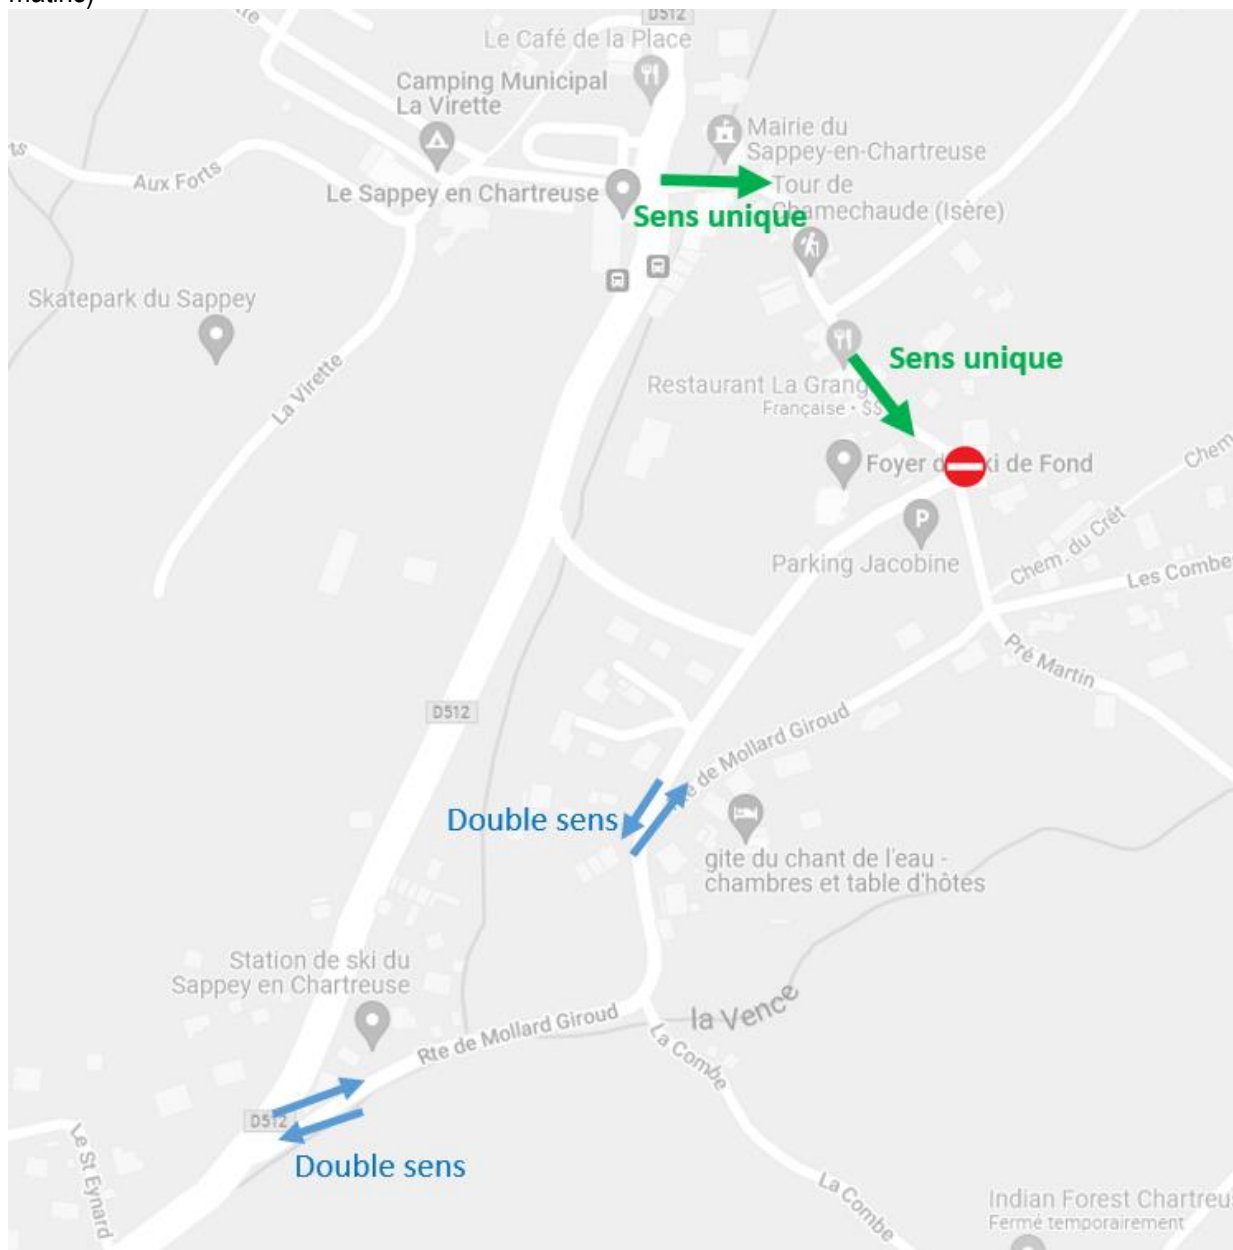 D512
Le Café de la Place
Camping Municipal
La Virette
Mairie du
Sappey-en-Chartreuse
Aux Forts
Le Sappey en Chartreuse
Tour de
Chamechaude (Isère)
Sens unique
Skatepark du Sappey
La Virette
Sens unique
Restaurant La Grang
Française • $$
Foyer d ki de Fond
Chem
P
Parking Jacobine
Chem. du Crêt
Les Combe
Pré Martin
D512
Rte de Mollard Giroud
Double sens
gite du chant de l'eau -
chambres et table d'hôtes
Station de ski du
Sappey en Chartreuse
la Vence
Rte de Mollard Giroud
La Combe
D512
Le St Eynard
Double sens
La Combe
Indian Forest Chartreu
Fermé temporairement